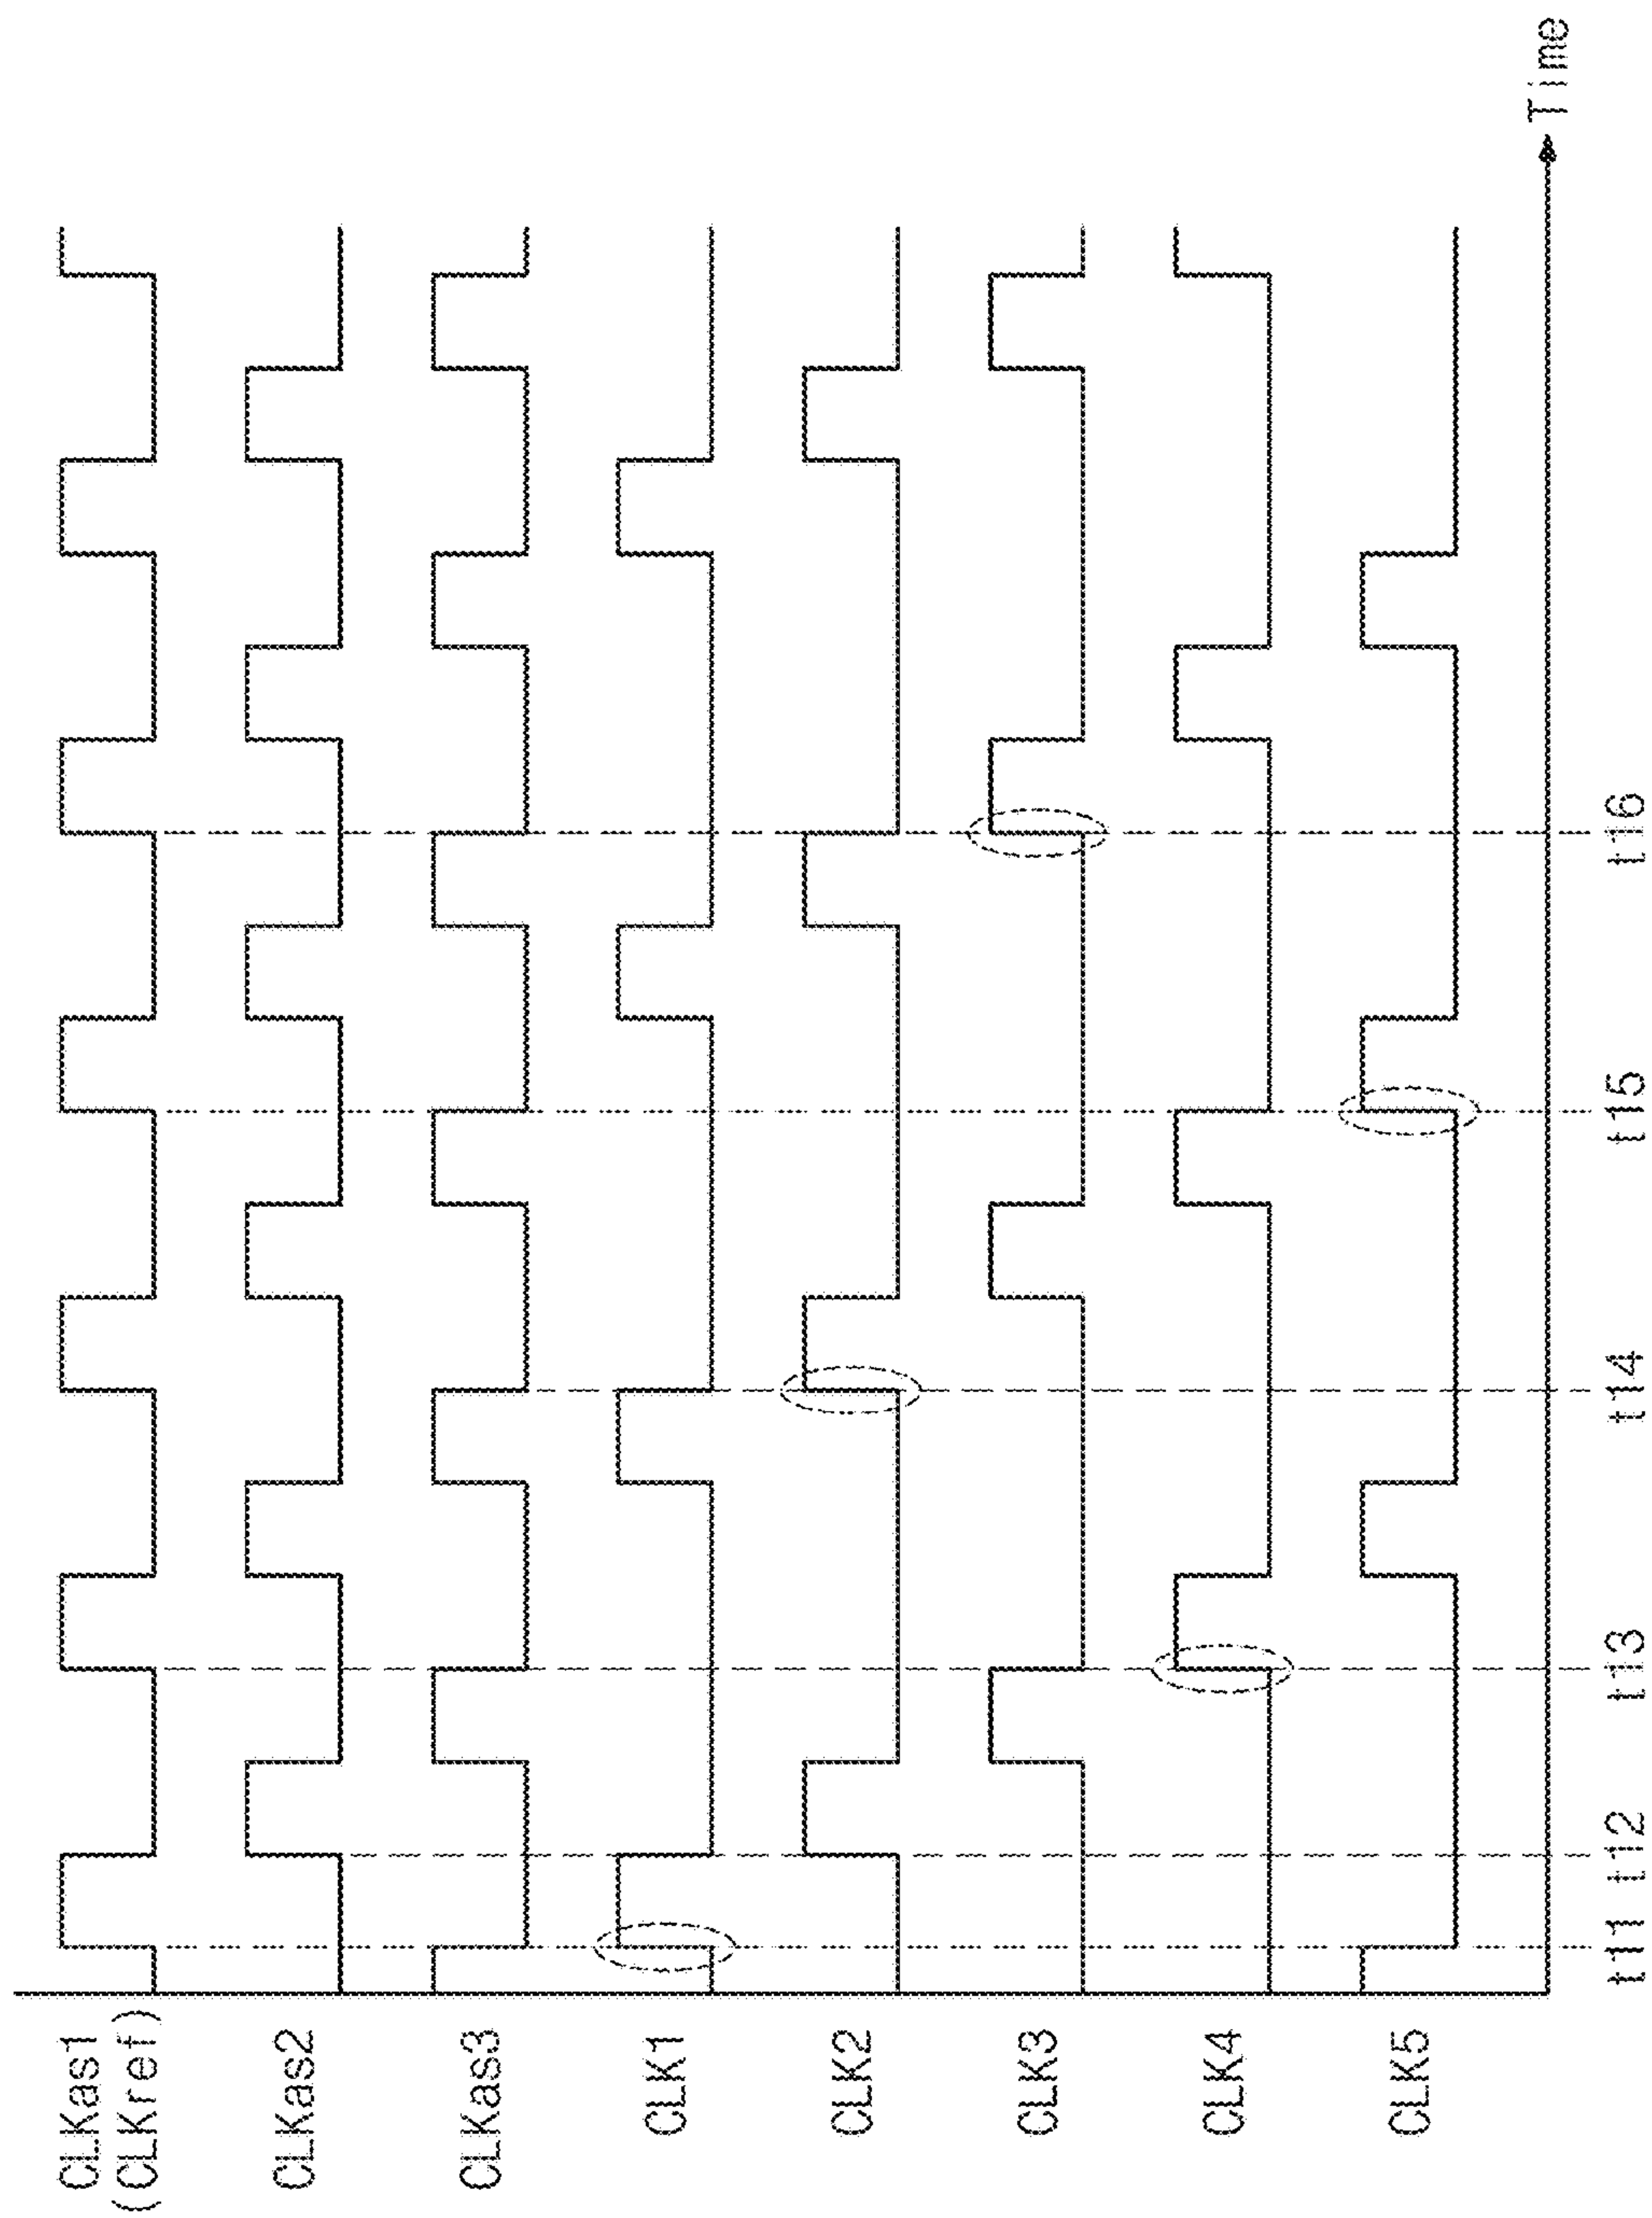 CLKas1
(CLKref)
CLKas2
CLKas3
CLK1
CLK2
CLK3
CLK4
CLK5
t11
t12
t13
t14
t15
t16
Time